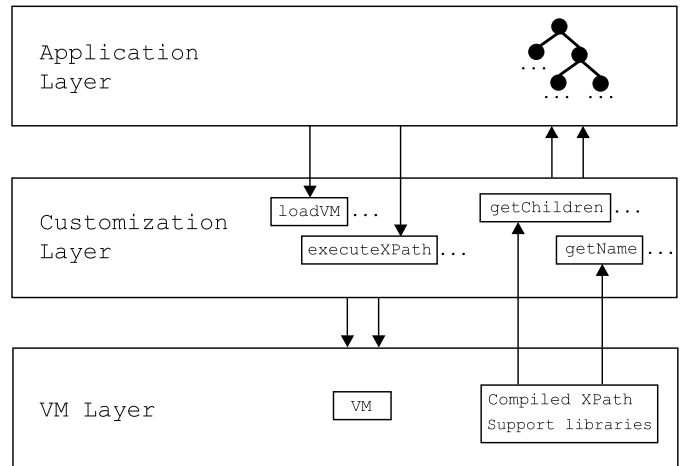 Application
Layer
...
... ...
Customization
Layer
loadVM ...
executeXPath ...
getChildren ...
getName ...
VM Layer
VM
Compiled XPath
Support libraries